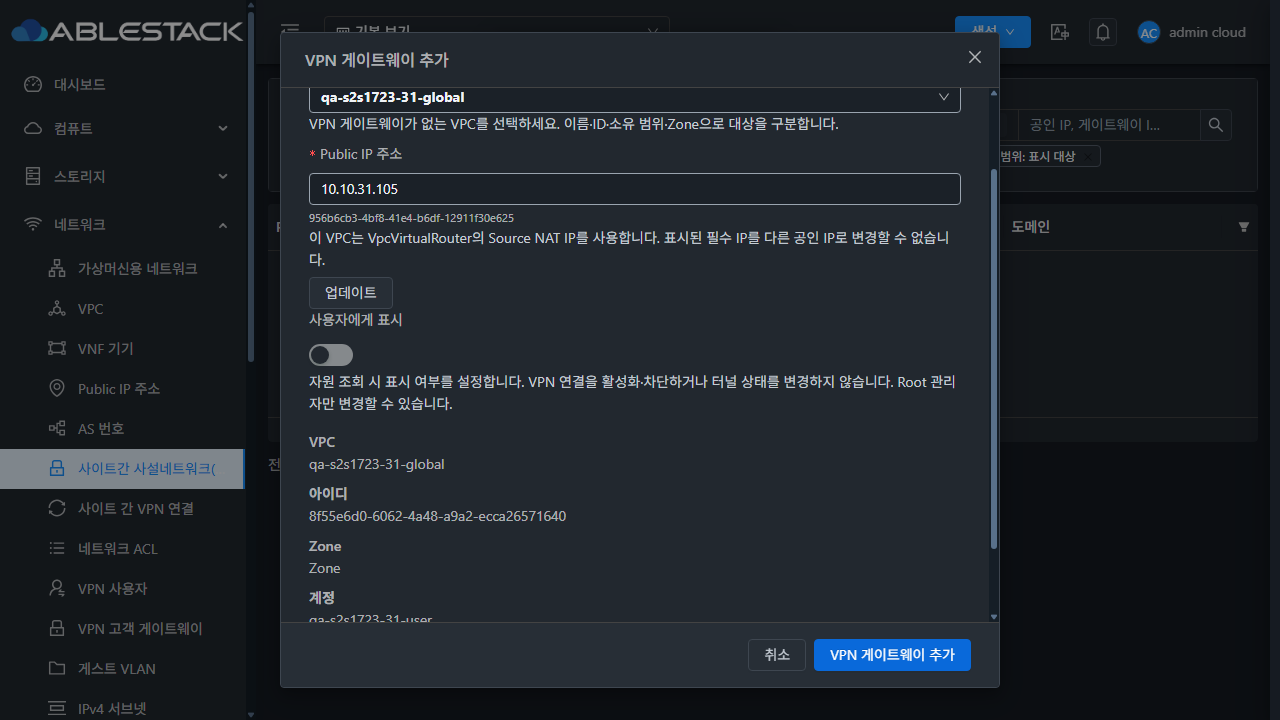 ABLESTACK
기본 보기
생성
AC
admin cloud
대시보드
컴퓨트
스토리지
네트워크
가상머신용 네트워크
VPC
VNF 기기
Public IP 주소
AS 번호
사이트간 사설네트워크(
사이트 간 VPN 연결
네트워크 ACL
VPN 사용자
VPN 고객 게이트웨이
게스트 VLAN
IPv4 서브넷
공인 IP, 게이트웨이 I...
범위: 표시 대상
도메인
VPN 게이트웨이 추가
qa-s2s1723-31-global
VPN 게이트웨이가 없는 VPC를 선택하세요. 이름·ID·소유 범위·Zone으로 대상을 구분합니다.
* Public IP 주소
10.10.31.105
956b6cb3-4bf8-41e4-b6df-12911f30e625
이 VPC는 VpcVirtualRouter의 Source NAT IP를 사용합니다. 표시된 필수 IP를 다른 공인 IP로 변경할 수 없습니
다.
업데이트
사용자에게 표시
자원 조회 시 표시 여부를 설정합니다. VPN 연결을 활성화·차단하거나 터널 상태를 변경하지 않습니다. Root 관리
자만 변경할 수 있습니다.
VPC
qa-s2s1723-31-global
아이디
8f55e6d0-6062-4a48-a9a2-ecca26571640
Zone
Zone
계정
qa-s2s1723-31-user
취소
VPN 게이트웨이 추가